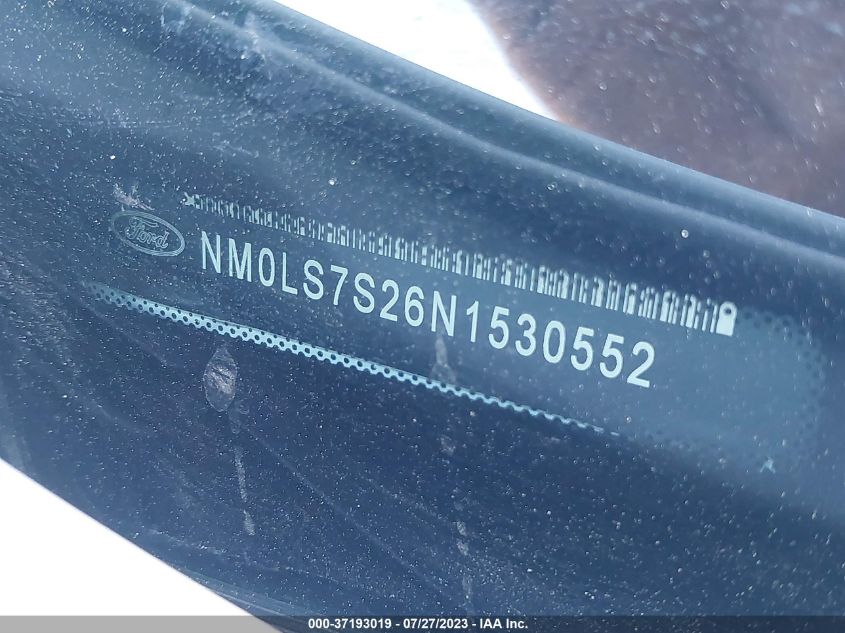 Ford
NM0LS7S26N1530552
000-37193019 / 07/27/2023 - IAA Inc.